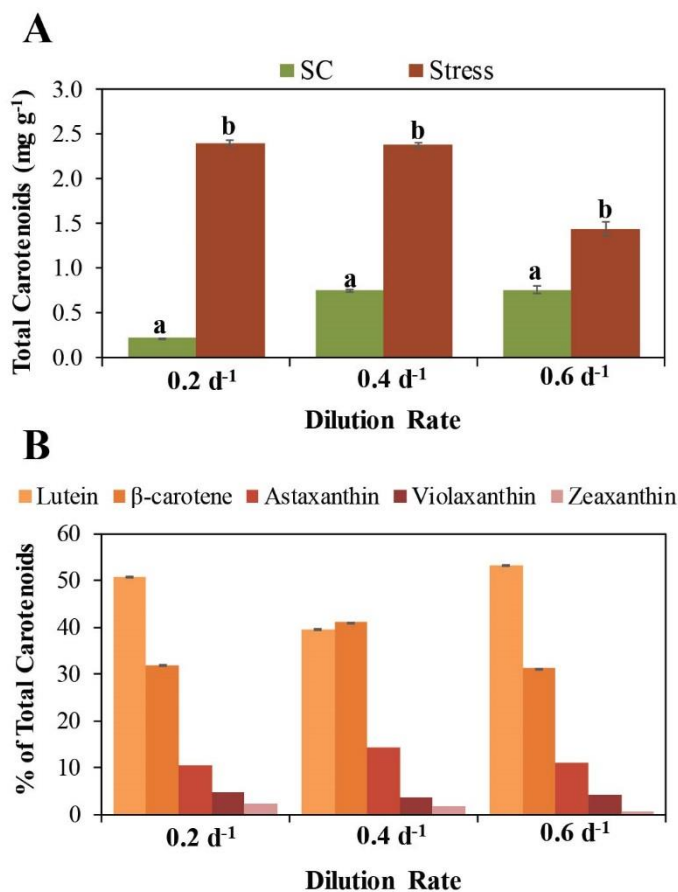 A
SC Stress
Total Carotenoids (mg g⁻¹)
3.0
2.5
2.0
1.5
1.0
0.5
0.0
b
b
b
a
a
a
0.2 d⁻¹ 0.4 d⁻¹ 0.6 d⁻¹
Dilution Rate
B
Lutein β-carotene Astaxanthin Violaxanthin Zeaxanthin
% of Total Carotenoids
60
50
40
30
20
10
0
0.2 d⁻¹ 0.4 d⁻¹ 0.6 d⁻¹
Dilution Rate